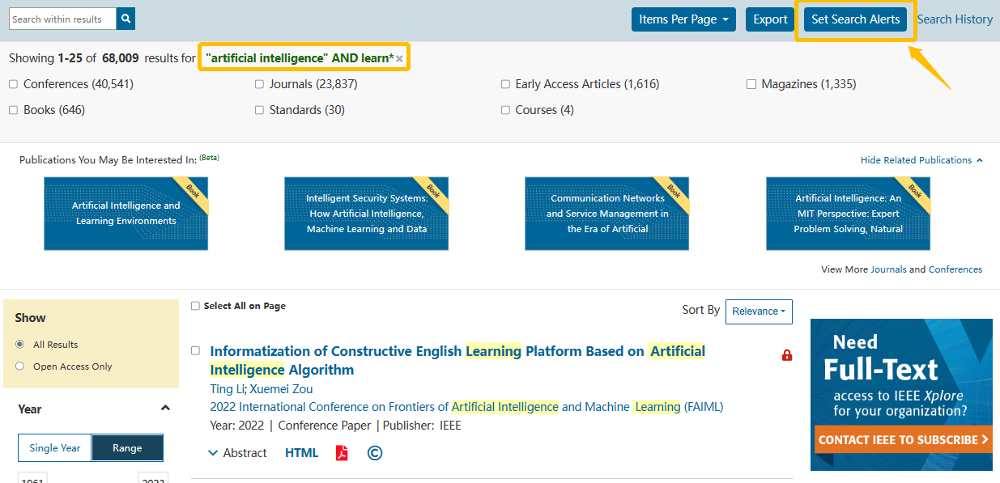 Search within results
Items Per Page
Export
Set Search Alerts
Search History
Showing 1-25 of 68,009 results for "artificial intelligence" AND learn* ×
Conferences (40,541)
Journals (23,837)
Early Access Articles (1,616)
Magazines (1,335)
Books (646)
Standards (30)
Courses (4)
Publications You May Be Interested In: (Beta)
Hide Related Publications
Book
Artificial Intelligence and
Learning Environments
Book
Intelligent Security Systems:
How Artificial Intelligence,
Machine Learning and Data
Book
Communication Networks
and Service Management in
the Era of Artificial
Book
Artificial Intelligence: An
MIT Perspective: Expert
Problem Solving, Natural
View More Journals and Conferences
Show
All Results
Open Access Only
Year
Single Year
Range
1961
2023
Select All on Page
Sort By
Relevance
Informatization of Constructive English Learning Platform Based on Artificial
Intelligence Algorithm
Ting Li; Xuemei Zou
2022 International Conference on Frontiers of Artificial Intelligence and Machine Learning (FAIML)
Year: 2022 | Conference Paper | Publisher: IEEE
Abstract
HTML
©
Need
Full-Text
access to IEEE Xplore
for your organization?
CONTACT IEEE TO SUBSCRIBE >